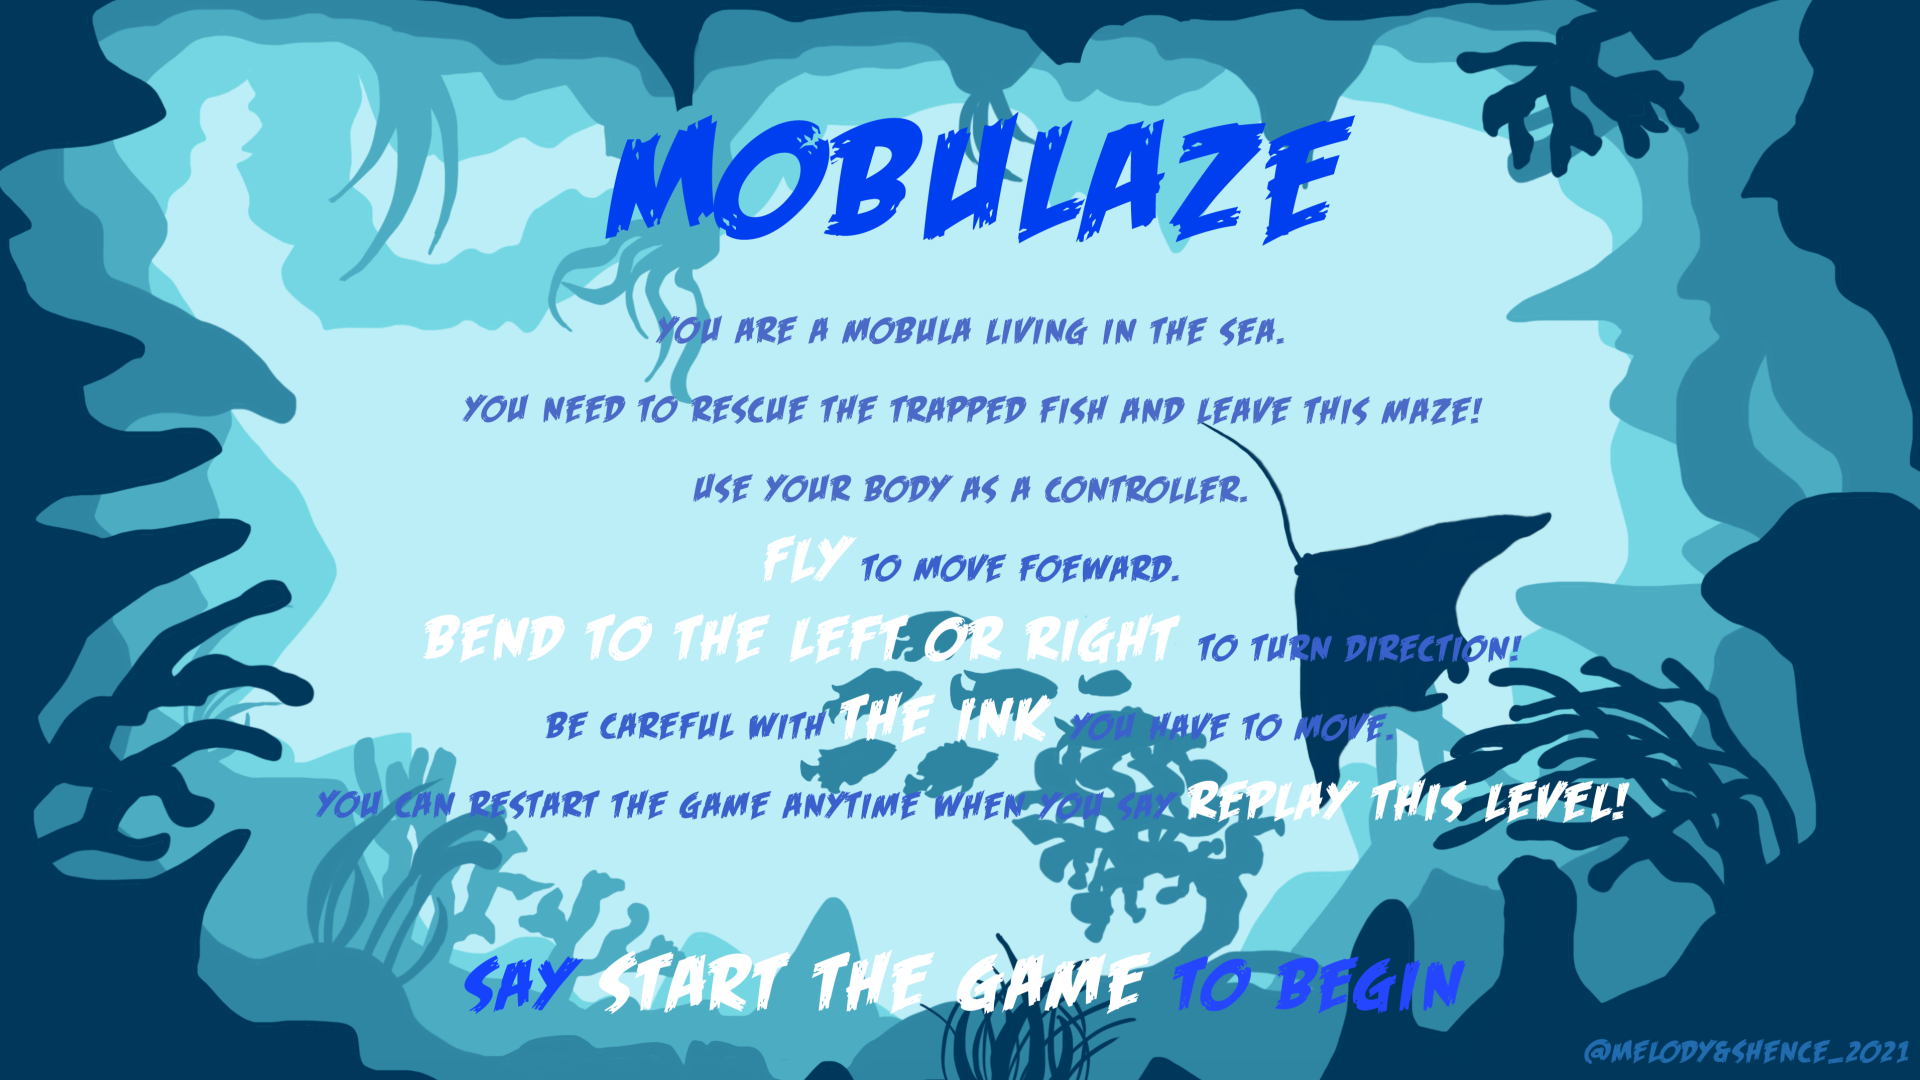 MOBULAZE
YOU ARE A MOBULA LIVING IN THE SEA.
YOU NEED TO RESCUE THE TRAPPED FISH AND LEAVE THIS MAZE!
USE YOUR BODY AS A CONTROLLER.
FLY TO MOVE FOEWARD.
BEND TO THE LEFT OR RIGHT TO TURN DIRECTION!
BE CAREFUL WITH THE INK YOU HAVE TO MOVE.
YOU CAN RESTART THE GAME ANYTIME WHEN YOU SAY REPLAY THIS LEVEL!
SAY START THE GAME TO BEGIN
@MELODY&SHENCE_2021